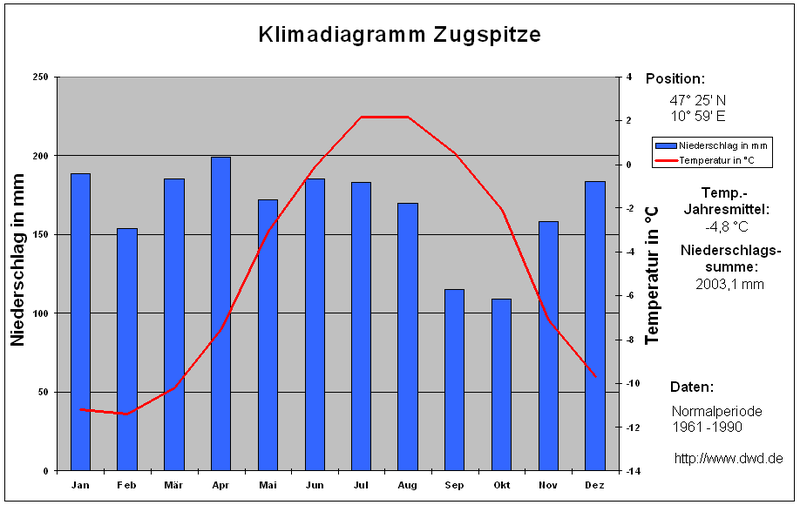 Klimadiagramm Zugspitze
Niederschlag in mm
250
200
150
100
50
0
Jan Feb Mär Apr Mai Jun Jul Aug Sep Okt Nov Dez
4
2
0
-2
-4
-6
-8
-10
-12
-14
Temperatur in °C
Position:
47° 25' N
10° 59' E
Niederschlag in mm
Temperatur in °C
Temp.-
Jahresmittel:
-4,8 °C
Niederschlags-
summe:
2003,1 mm
Daten:
Normalperiode
1961 -1990
http://www.dwd.de